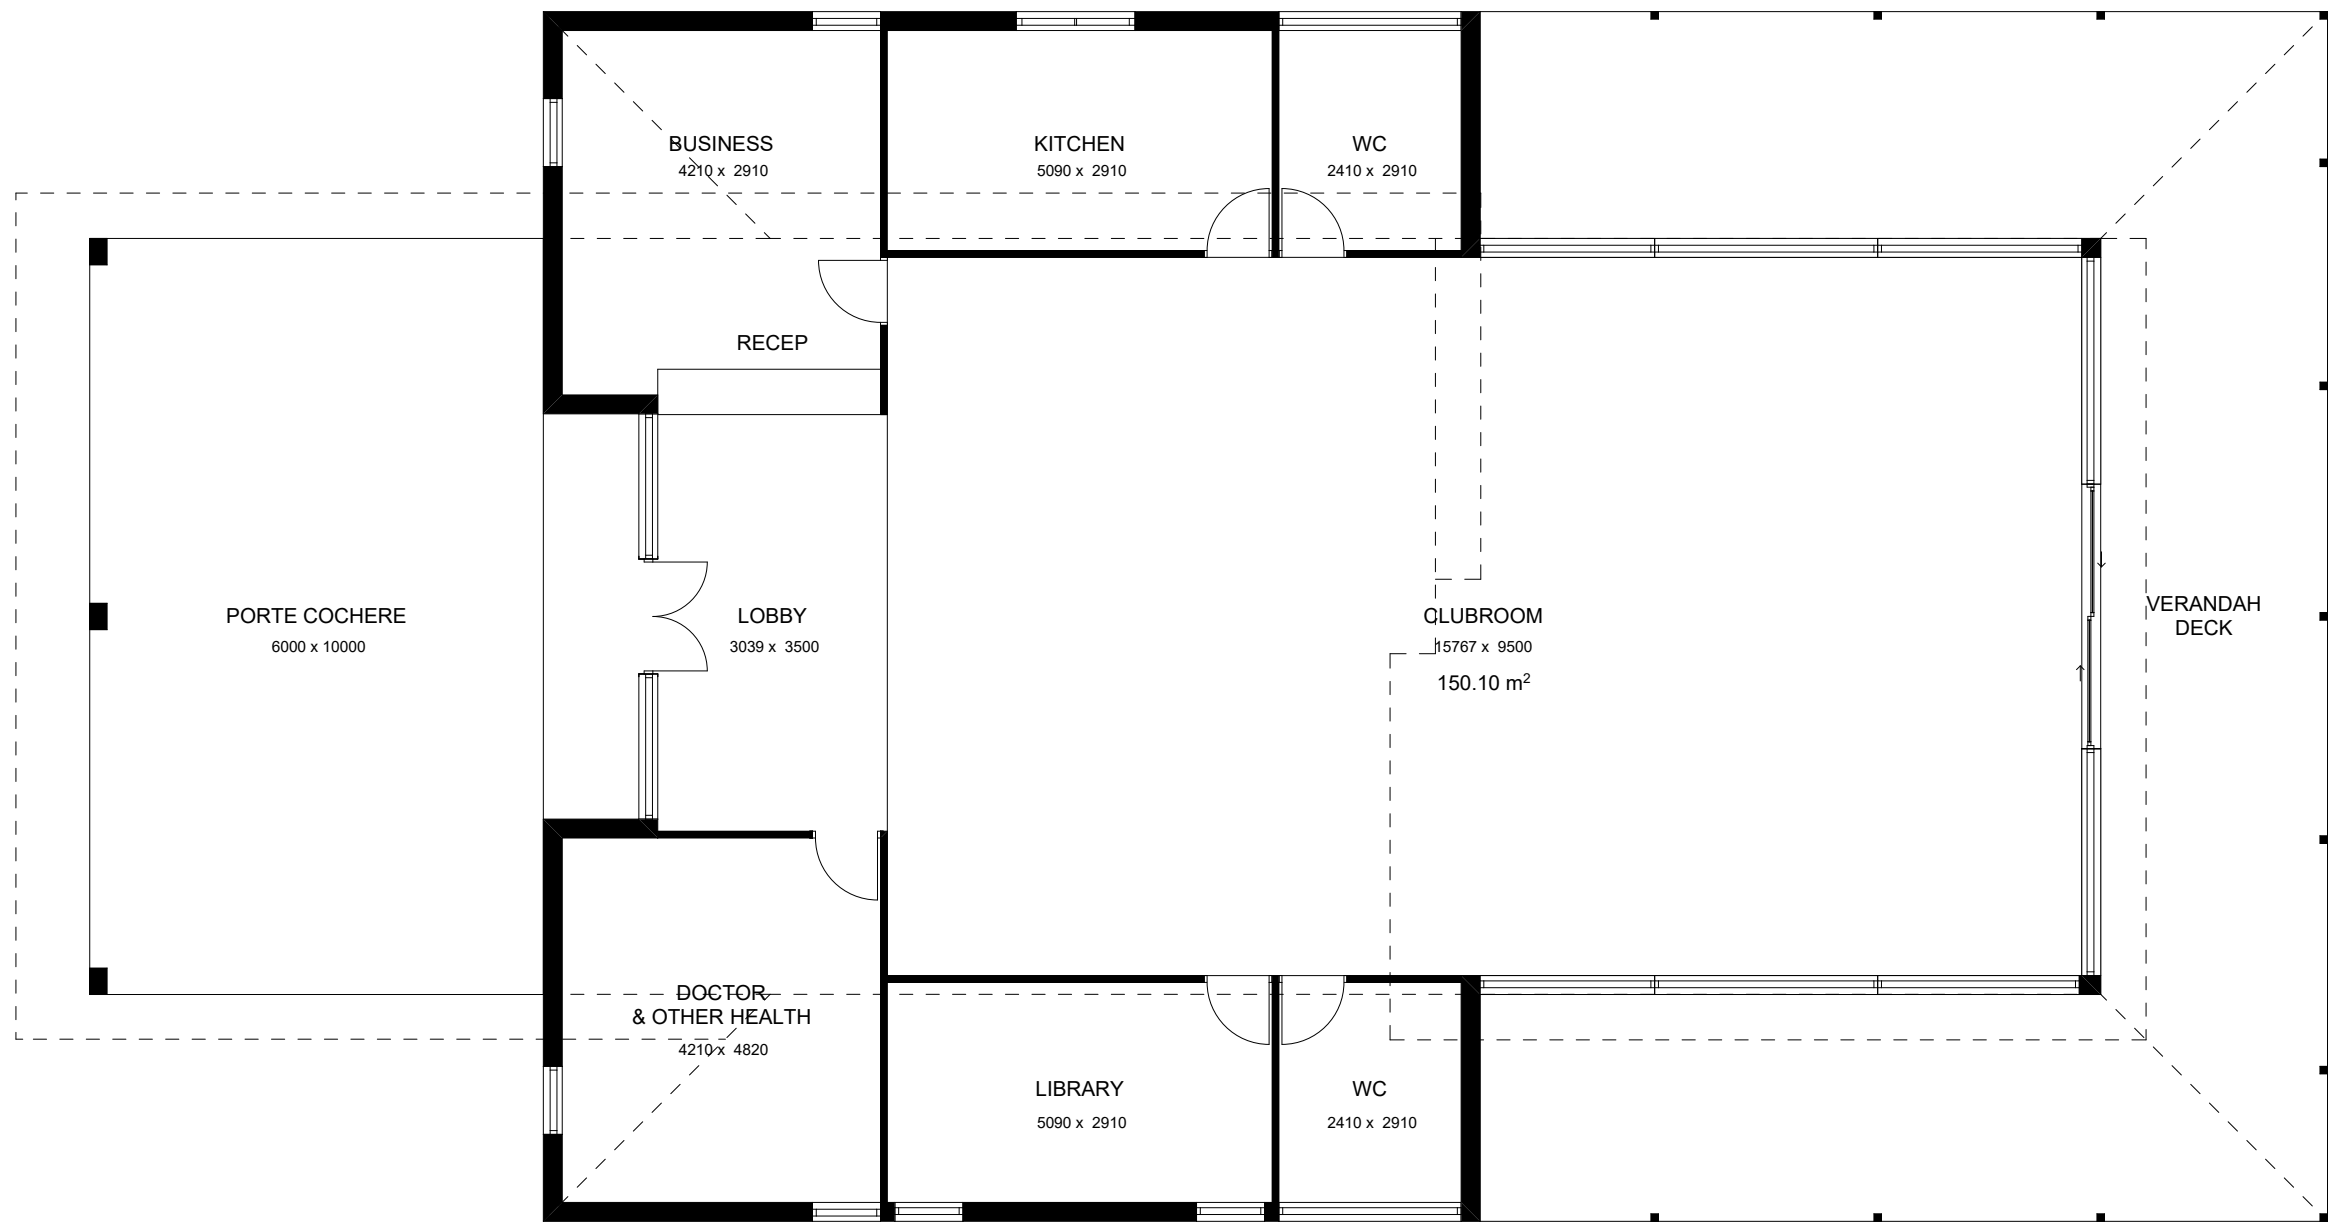 BUSINESS
4210 x 2910
KITCHEN
5090 x 2910
WC
2410 x 2910
RECEP
PORTE COCHERE
6000 x 10000
LOBBY
3039 x 3500
CLUBROOM
15767 x 9500
150.10 m²
VERANDAH
DECK
DOCTOR
& OTHER HEALTH
4210 x 4820
LIBRARY
5090 x 2910
WC
2410 x 2910